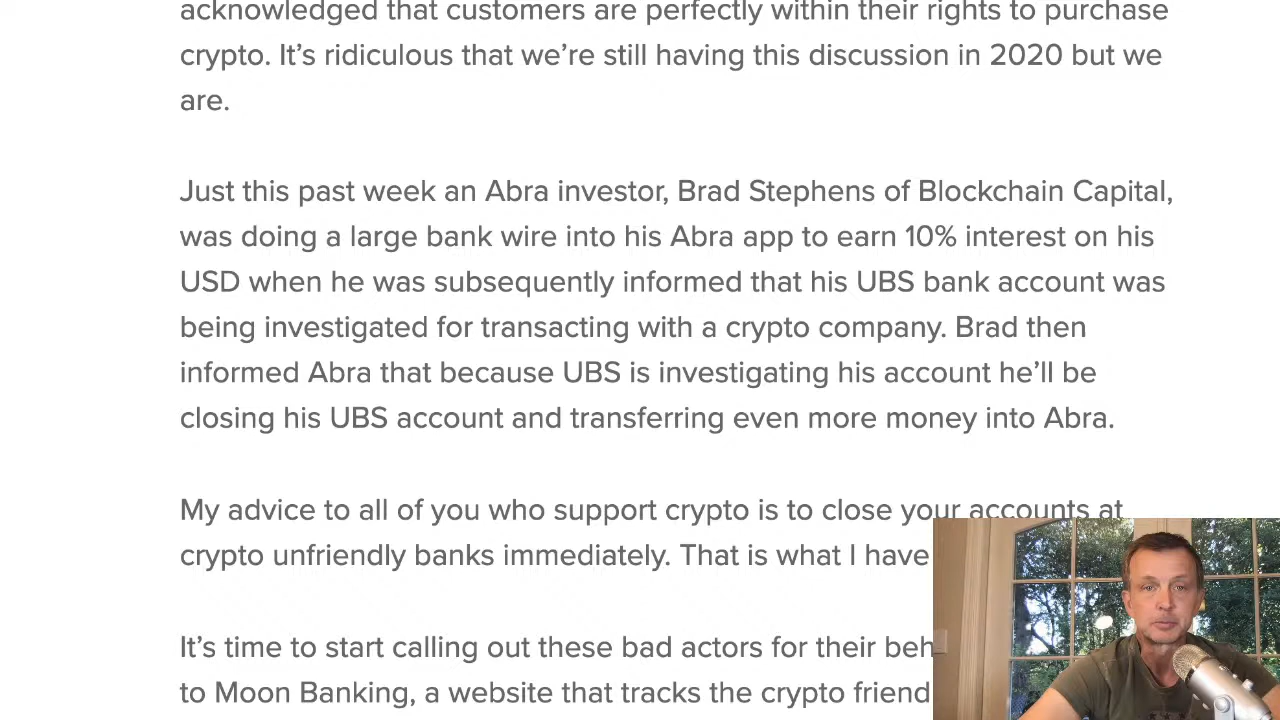 acknowledged that customers are perfectly within their rights to purchase
crypto. It’s ridiculous that we’re still having this discussion in 2020 but we
are.
Just this past week an Abra investor, Brad Stephens of Blockchain Capital,
was doing a large bank wire into his Abra app to earn 10% interest on his
USD when he was subsequently informed that his UBS bank account was
being investigated for transacting with a crypto company. Brad then
informed Abra that because UBS is investigating his account he’ll be
closing his UBS account and transferring even more money into Abra.
My advice to all of you who support crypto is to close your accounts at
crypto unfriendly banks immediately. That is what I have
It’s time to start calling out these bad actors for their beh
to Moon Banking, a website that tracks the crypto friend